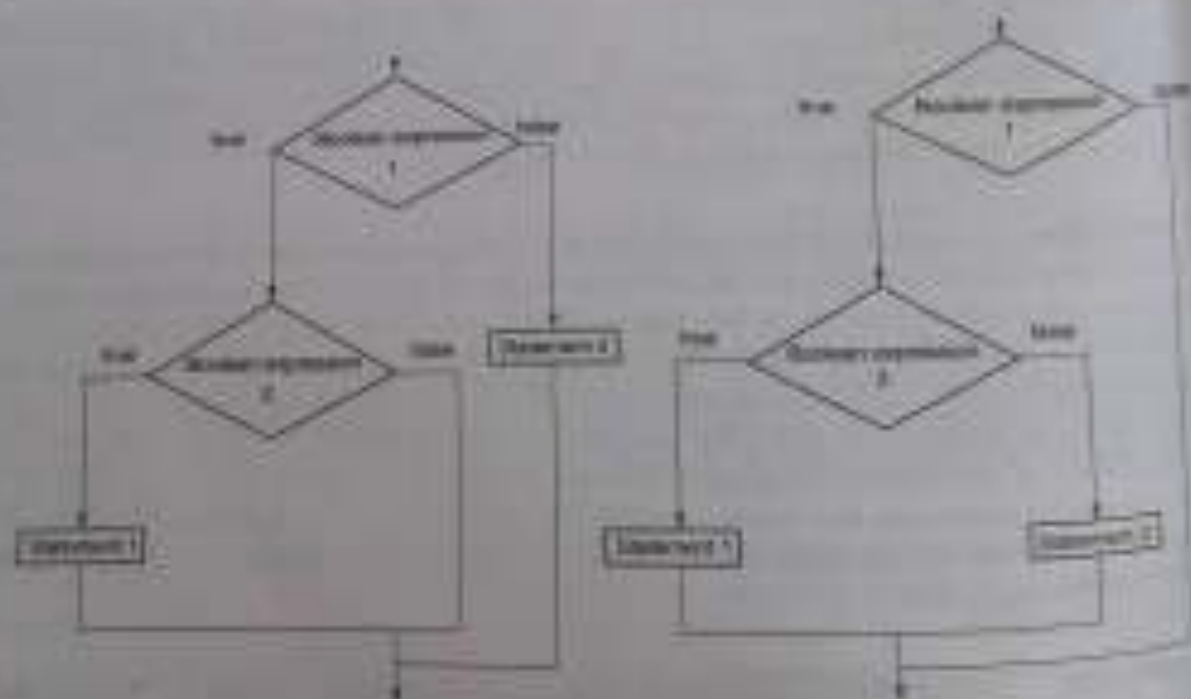 true
Boolean expression
1
false
true
Boolean expression
2
false
Statement 1
Statement 2
true
Boolean expression
1
true
Boolean expression
2
false
Statement 1
Statement 2